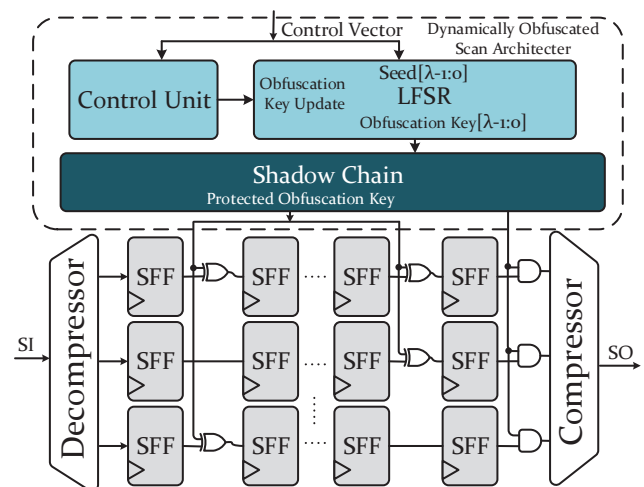 Control Vector
Dynamically Obfuscated
Scan Architecter
Control Unit
Obfuscation
Key Update
Seed[λ-1:0]
LFSR
Obfuscation Key[λ-1:0]
Shadow Chain
Protected Obfuscation Key
SI
Decompressor
SFF
SFF
SFF
SFF
SFF
SFF
SFF
SFF
SFF
SFF
SFF
SFF
Compressor
SO